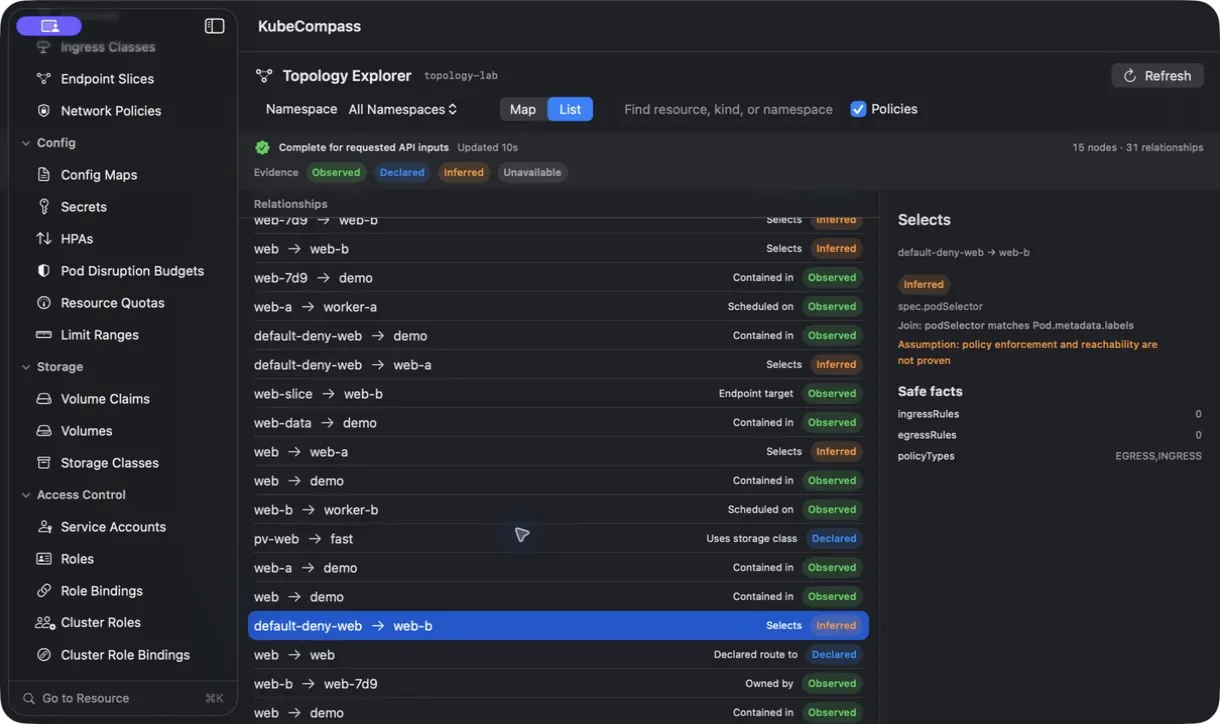 KubeCompass
Ingress Classes
Endpoint Slices
Network Policies
Config
Config Maps
Secrets
HPAs
Pod Disruption Budgets
Resource Quotas
Limit Ranges
Storage
Volume Claims
Volumes
Storage Classes
Access Control
Service Accounts
Roles
Role Bindings
Cluster Roles
Cluster Role Bindings
Go to Resource ⌘K
Topology Explorer topology-lab
Refresh
Namespace All Namespaces Map List Find resource, kind, or namespace Policies
Complete for requested API inputs Updated 10s
15 nodes · 31 relationships
Evidence Observed Declared Inferred Unavailable
Relationships
web-7d9 → web-b Selects Inferred
web → web-b Selects Inferred
web-7d9 → demo Contained in Observed
web-a → worker-a Scheduled on Observed
default-deny-web → demo Contained in Observed
default-deny-web → web-a Selects Inferred
web-slice → web-b Endpoint target Observed
web-data → demo Contained in Observed
web → web-a Selects Inferred
web → demo Contained in Observed
web-b → worker-b Scheduled on Observed
pv-web → fast Uses storage class Declared
web-a → demo Contained in Observed
web → demo Contained in Observed
default-deny-web → web-b Selects Inferred
web → web Declared route to Declared
web-b → web-7d9 Owned by Observed
web → demo Contained in Observed
Selects
default-deny-web → web-b
Inferred
spec.podSelector
Join: podSelector matches Pod.metadata.labels
Assumption: policy enforcement and reachability are
not proven
Safe facts
ingressRules 0
egressRules 0
policyTypes EGRESS,INGRESS